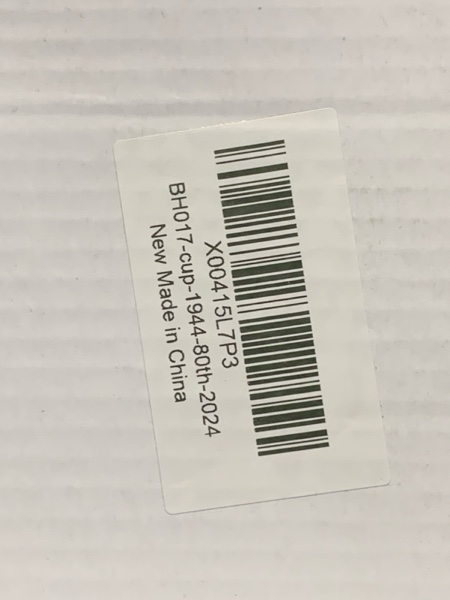 X00415L7P3
BH017-cup-1944-80th-2024
New Made in China